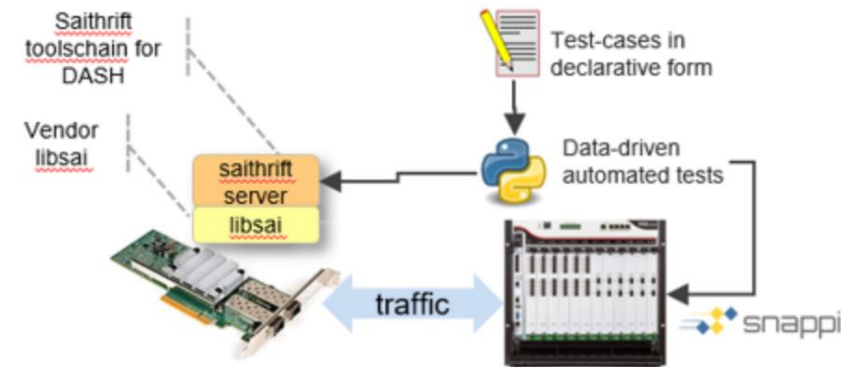 Saithrift
toolschain for
DASH
Test-cases in
declarative form
Vendor
libsai
Data-driven
automated tests
saithrift
server
libsai
traffic
snappi